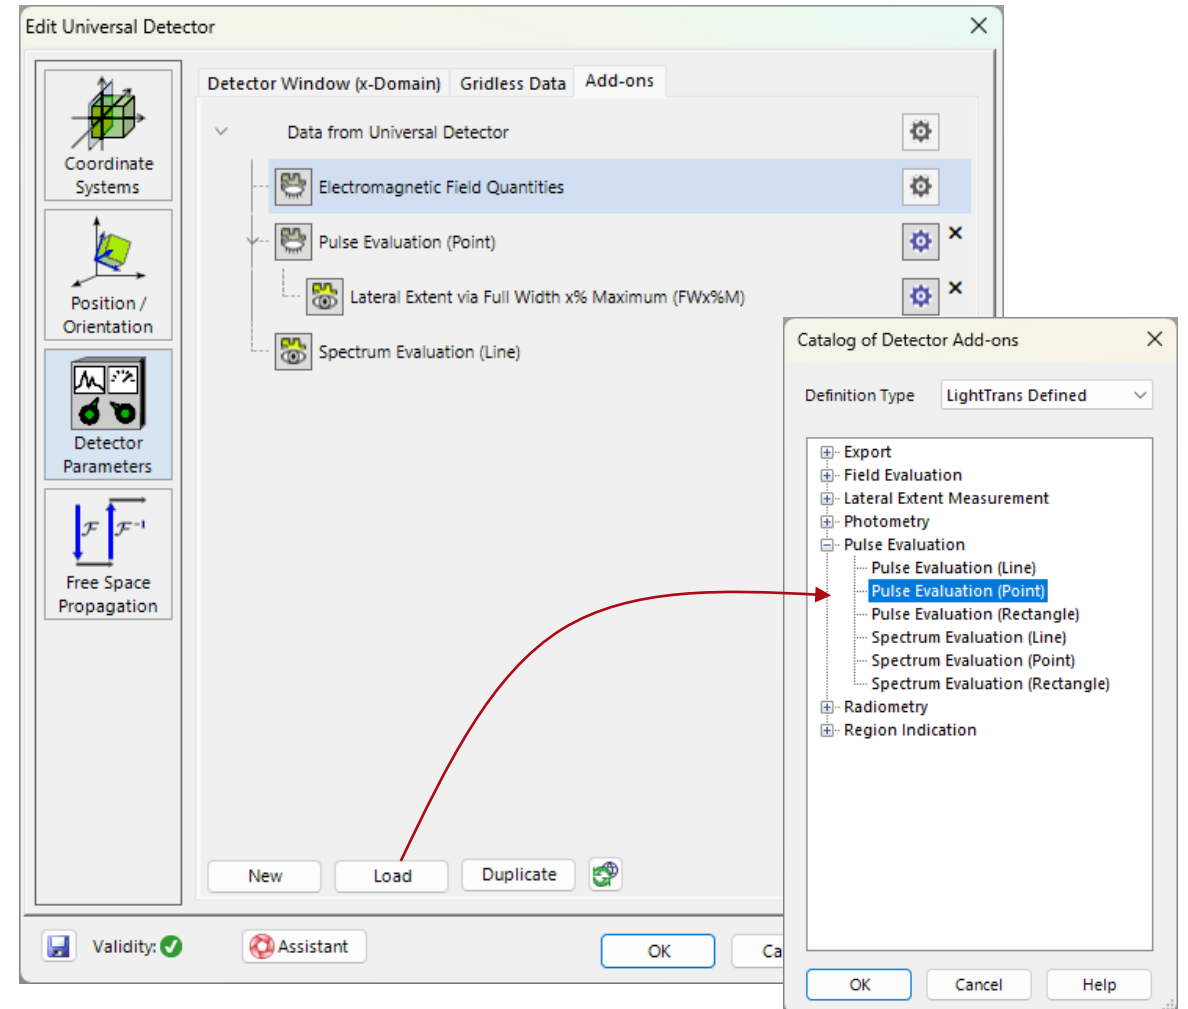 Edit Universal Detector
Coordinate
Systems
Position /
Orientation
Detector
Parameters
ℱ ℱ⁻¹
Free Space
Propagation
Detector Window (x-Domain) Gridless Data Add-ons
Data from Universal Detector
Electromagnetic Field Quantities
Pulse Evaluation (Point)
Lateral Extent via Full Width x% Maximum (FWx%M)
Spectrum Evaluation (Line)
New Load Duplicate
Validity: Assistant OK Ca
Catalog of Detector Add-ons
Definition Type LightTrans Defined
Export
Field Evaluation
Lateral Extent Measurement
Photometry
Pulse Evaluation
Pulse Evaluation (Line)
Pulse Evaluation (Point)
Pulse Evaluation (Rectangle)
Spectrum Evaluation (Line)
Spectrum Evaluation (Point)
Spectrum Evaluation (Rectangle)
Radiometry
Region Indication
OK Cancel Help